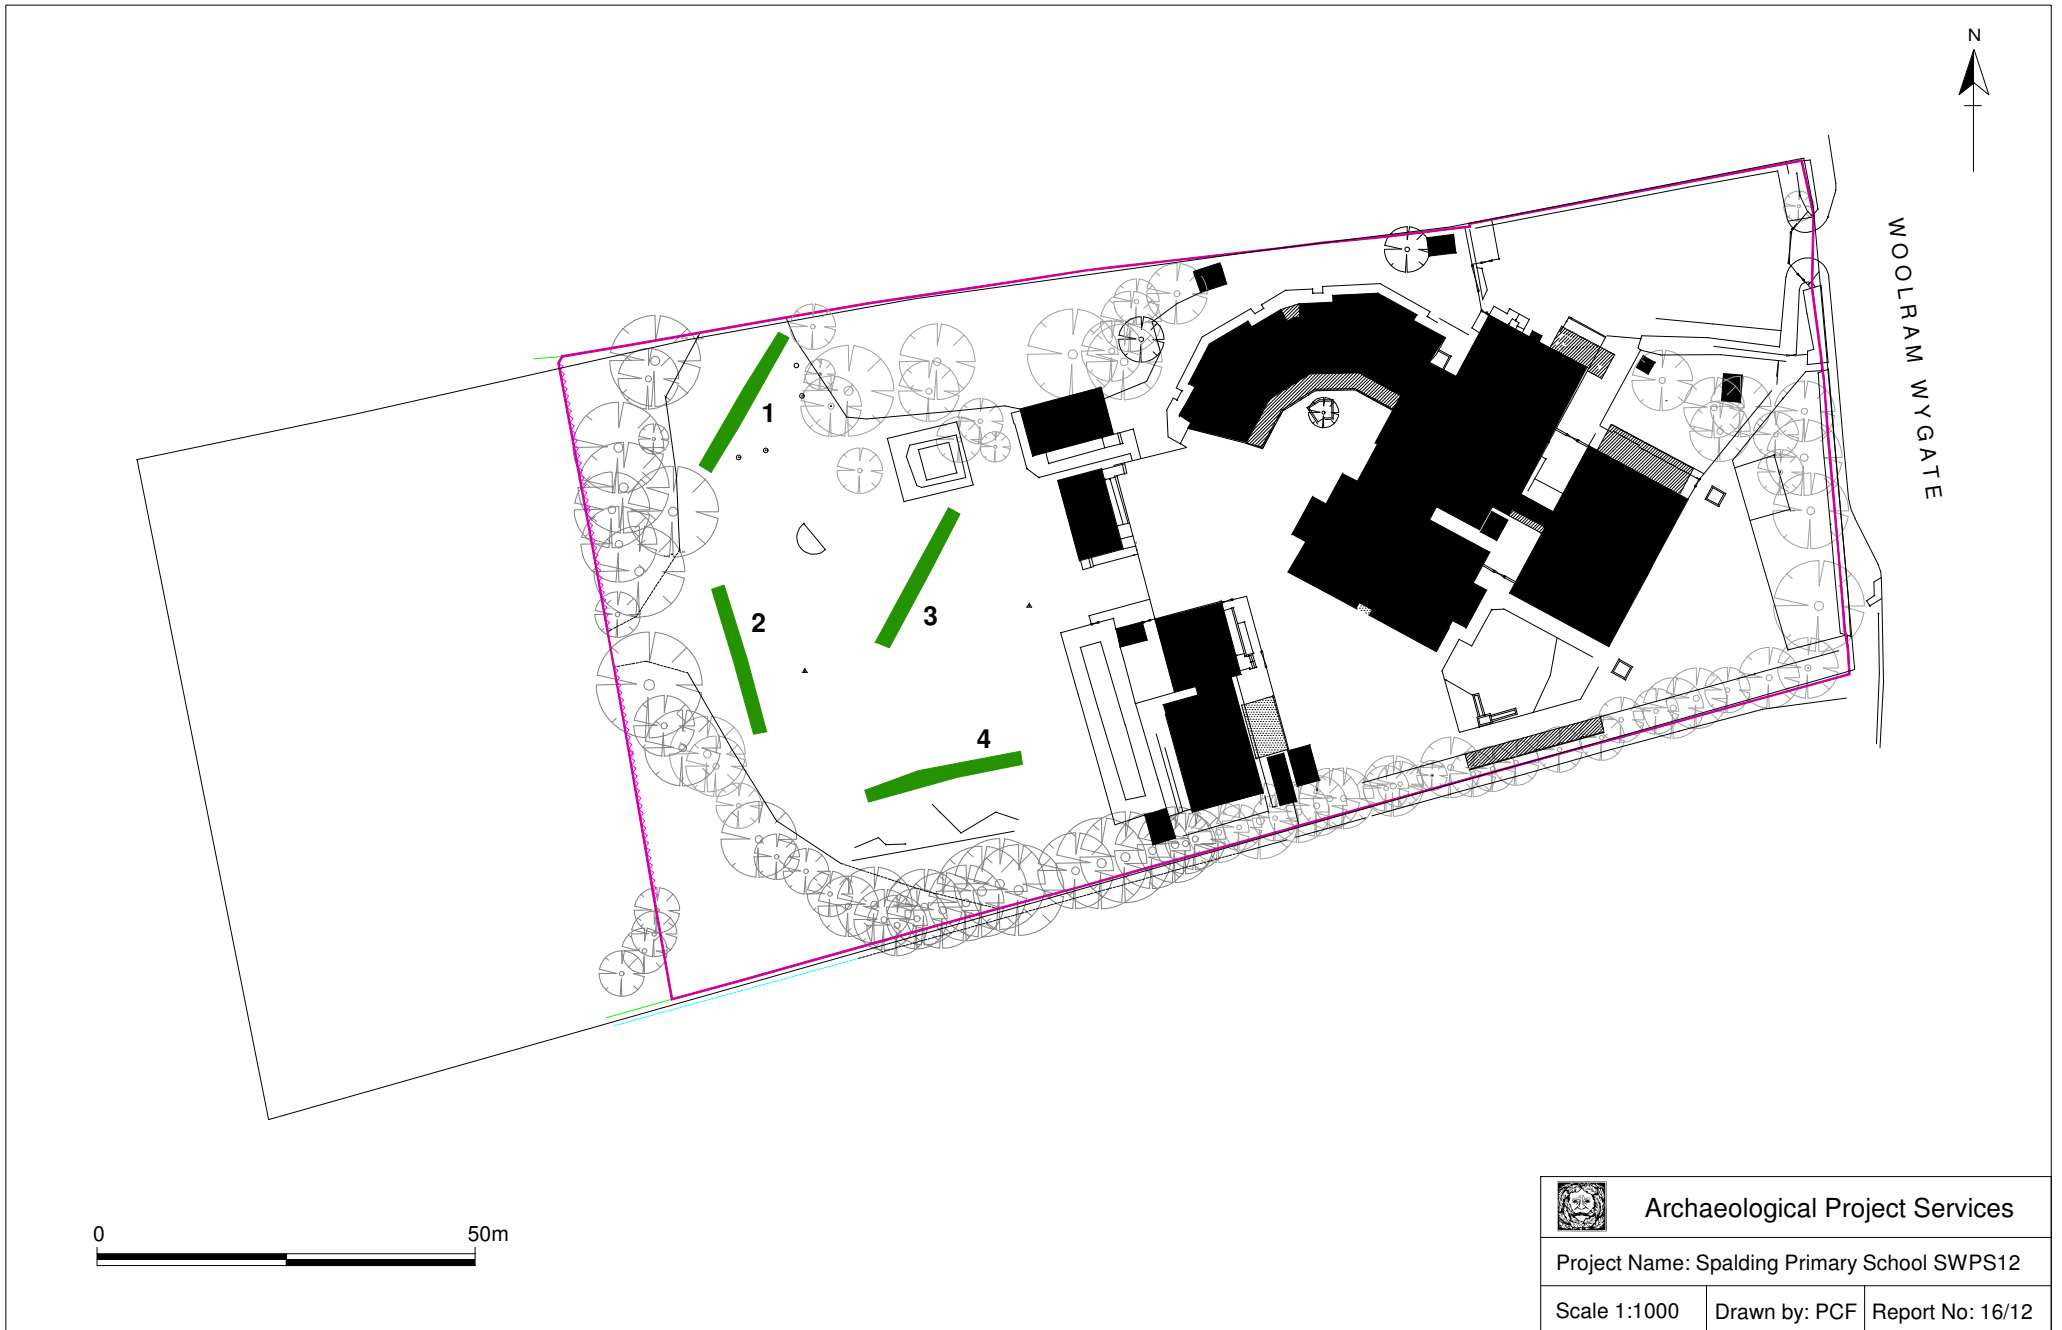 N
WOOLRAM WYGATE
1
2
3
4
0 50m
Archaeological Project Services
Project Name: Spalding Primary School SWPS12
Scale 1:1000 Drawn by: PCF Report No: 16/12